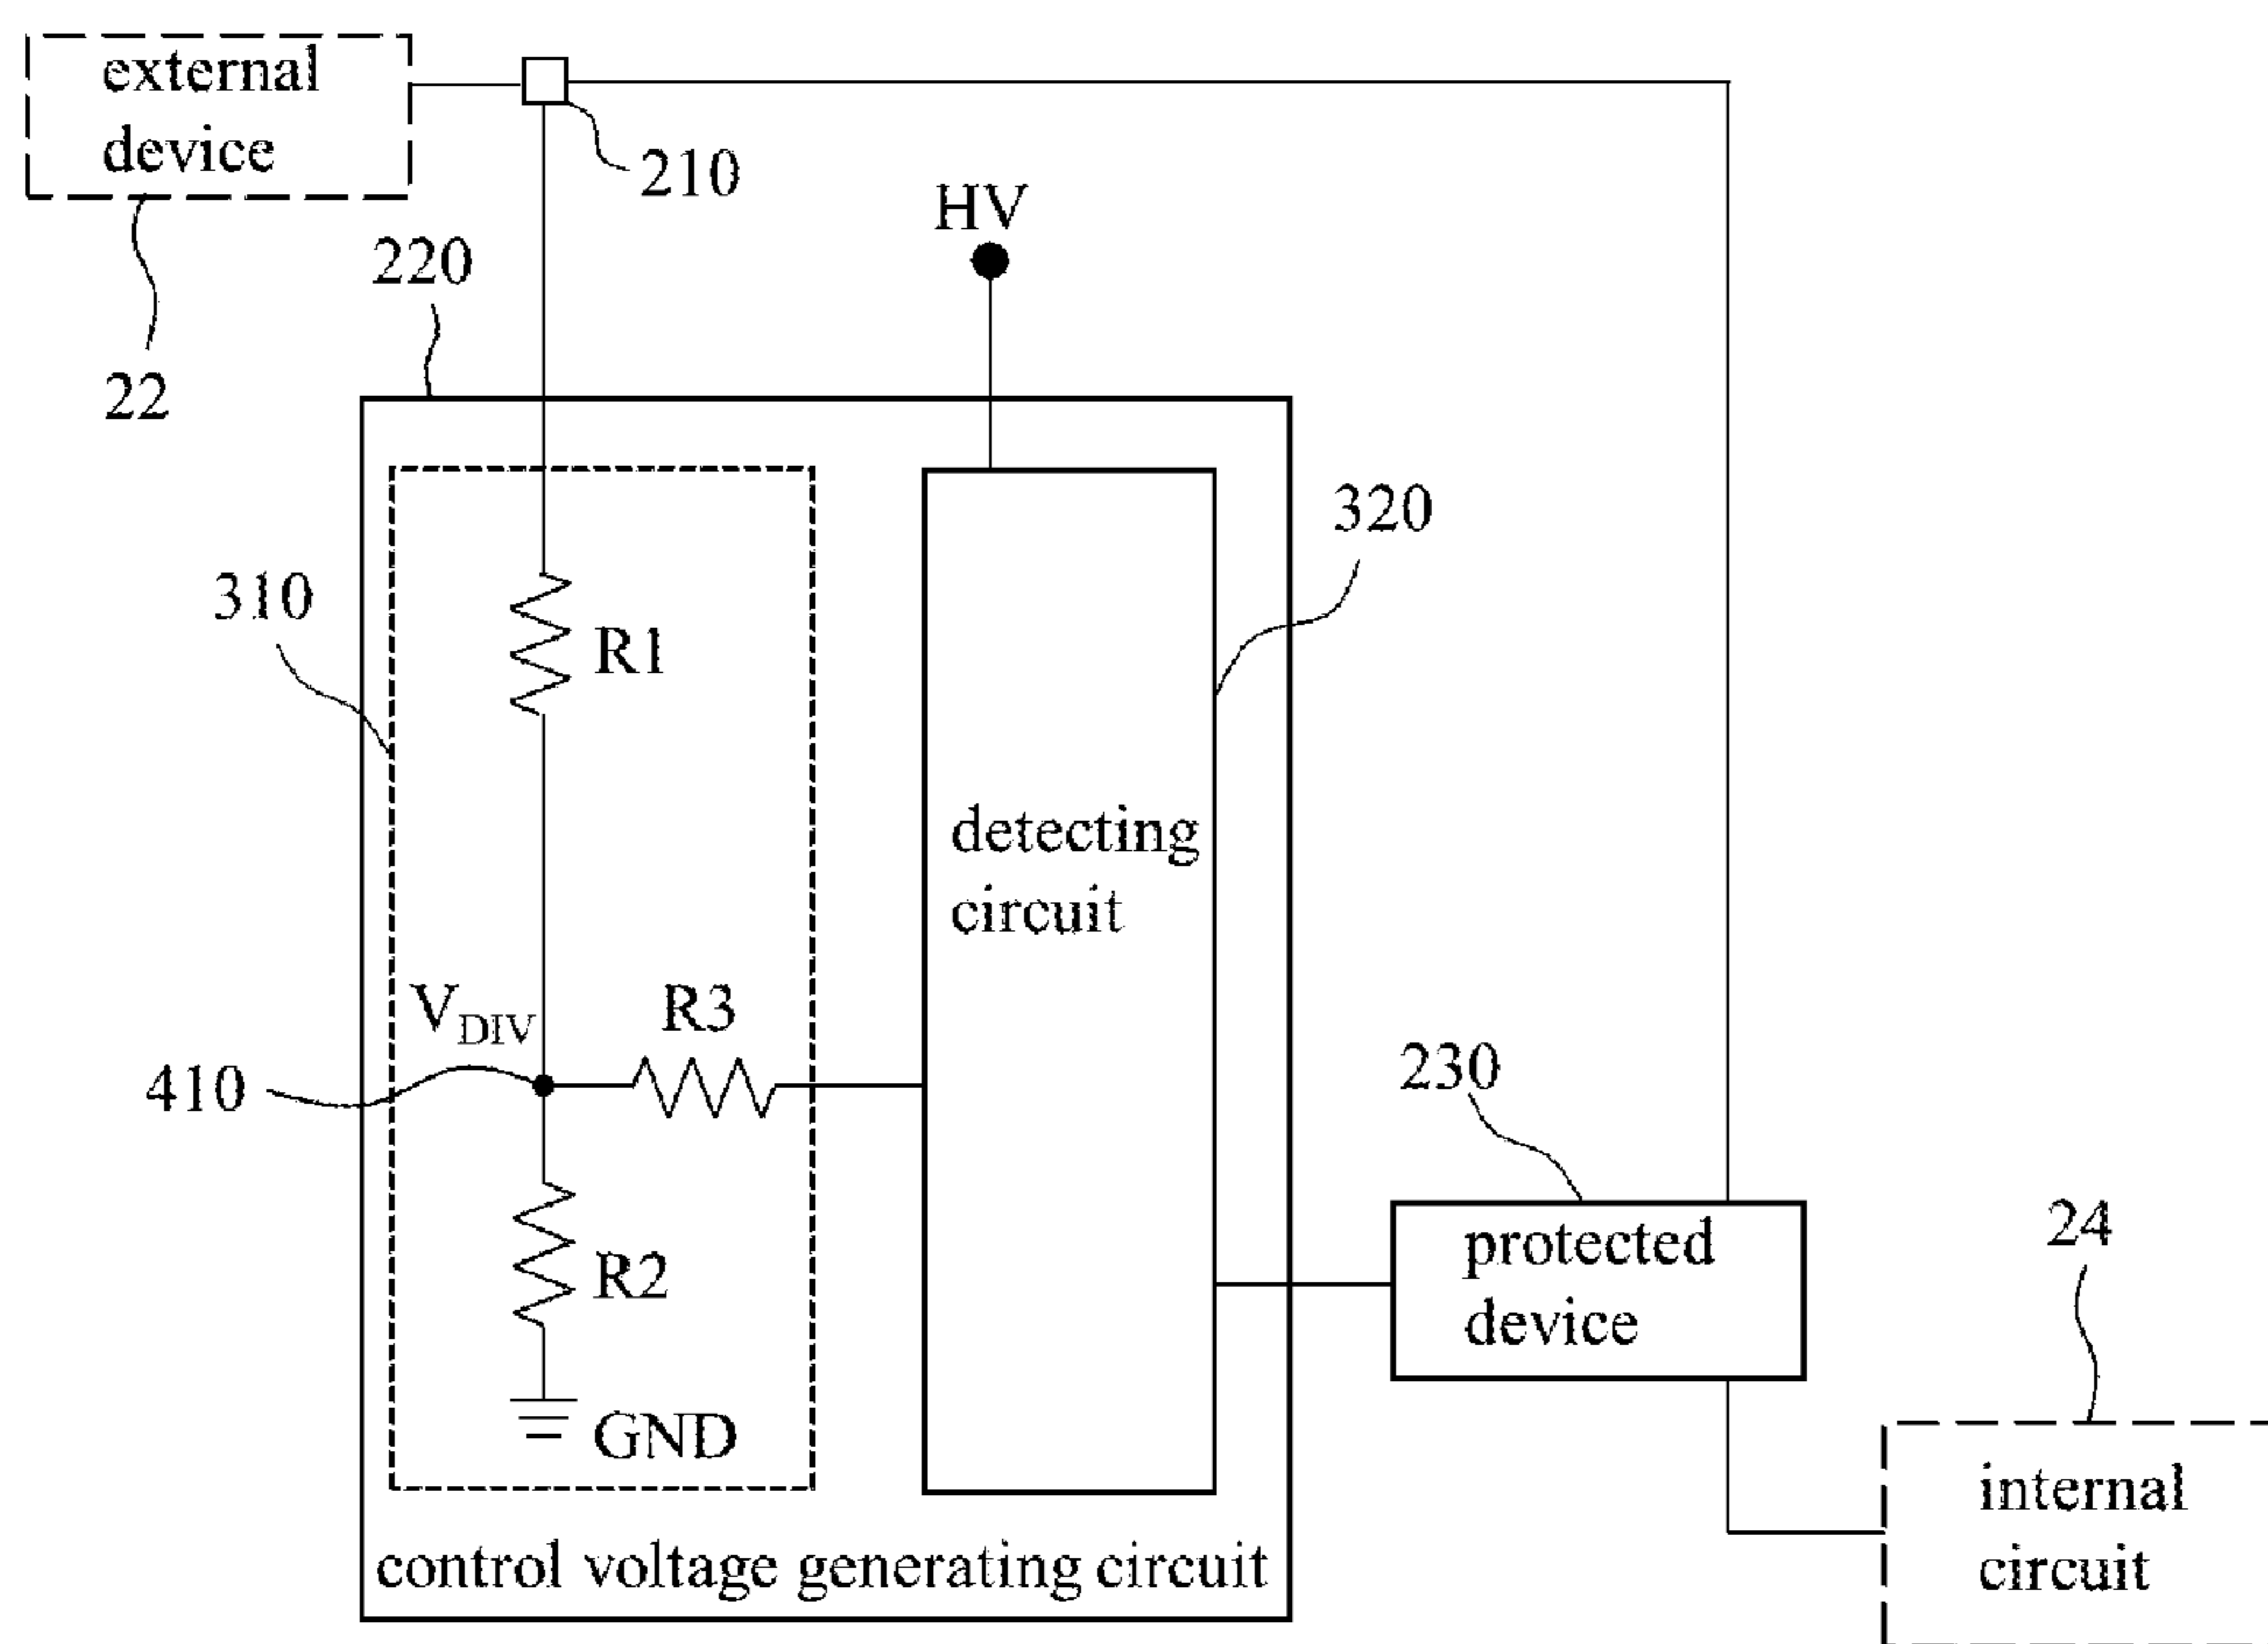 external
device
210
HV
220
22
320
310
R1
detecting
circuit
V_DIV
R3
410
230
24
protected
device
R2
GND
internal
circuit
control voltage generating circuit